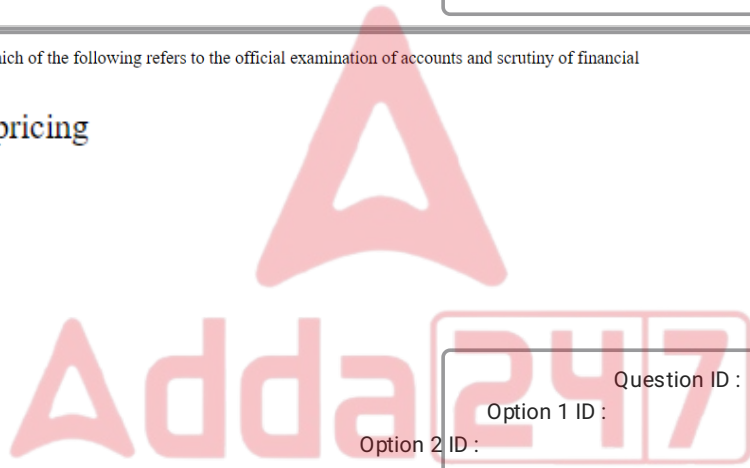 ich of the following refers to the official examination of accounts and scrutiny of financial
pricing
Adda247
Question ID :
Option 1 ID :
Option 2 ID :